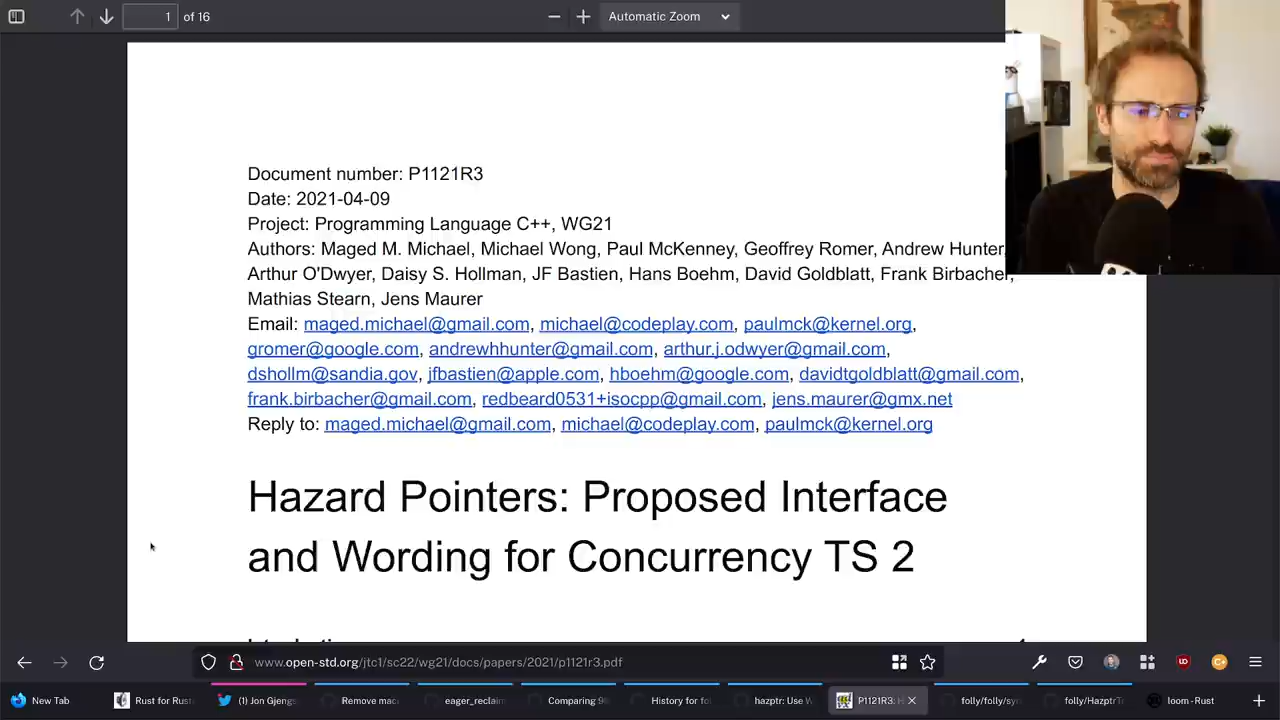 1 of 16
Automatic Zoom
Document number: P1121R3
Date: 2021-04-09
Project: Programming Language C++, WG21
Authors: Maged M. Michael, Michael Wong, Paul McKenney, Geoffrey Romer, Andrew Hunter,
Arthur O'Dwyer, Daisy S. Hollman, JF Bastien, Hans Boehm, David Goldblatt, Frank Birbacher,
Mathias Stearn, Jens Maurer
Email: maged.michael@gmail.com, michael@codeplay.com, paulmck@kernel.org,
gromer@google.com, andrewhhunter@gmail.com, arthur.j.odwyer@gmail.com,
dshollm@sandia.gov, jfbastien@apple.com, hboehm@google.com, davidtgoldblatt@gmail.com,
frank.birbacher@gmail.com, redbeard0531+isocpp@gmail.com, jens.maurer@gmx.net
Reply to: maged.michael@gmail.com, michael@codeplay.com, paulmck@kernel.org
Hazard Pointers: Proposed Interface
and Wording for Concurrency TS 2
www.open-std.org/jtc1/sc22/wg21/docs/papers/2021/p1121r3.pdf
New Tab Rust for Rust (1) Jon Gjengs Remove mac eager_reclaim Comparing 9 History for fo hazptr: Use P1121R3: H folly/folly/syn folly/HazptrT loom - Rust